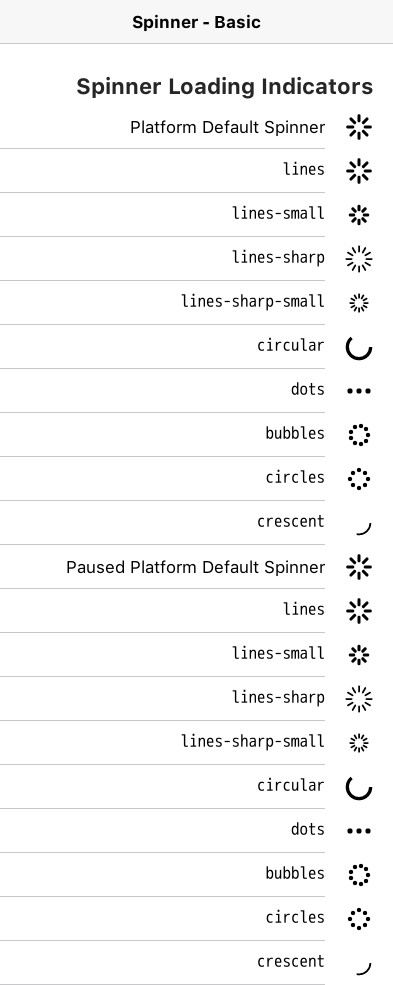 Spinner - Basic
Spinner Loading Indicators
Platform Default Spinner
lines
lines-small
lines-sharp
lines-sharp-small
circular
dots
bubbles
circles
crescent
Paused Platform Default Spinner
lines
lines-small
lines-sharp
lines-sharp-small
circular
dots
bubbles
circles
crescent